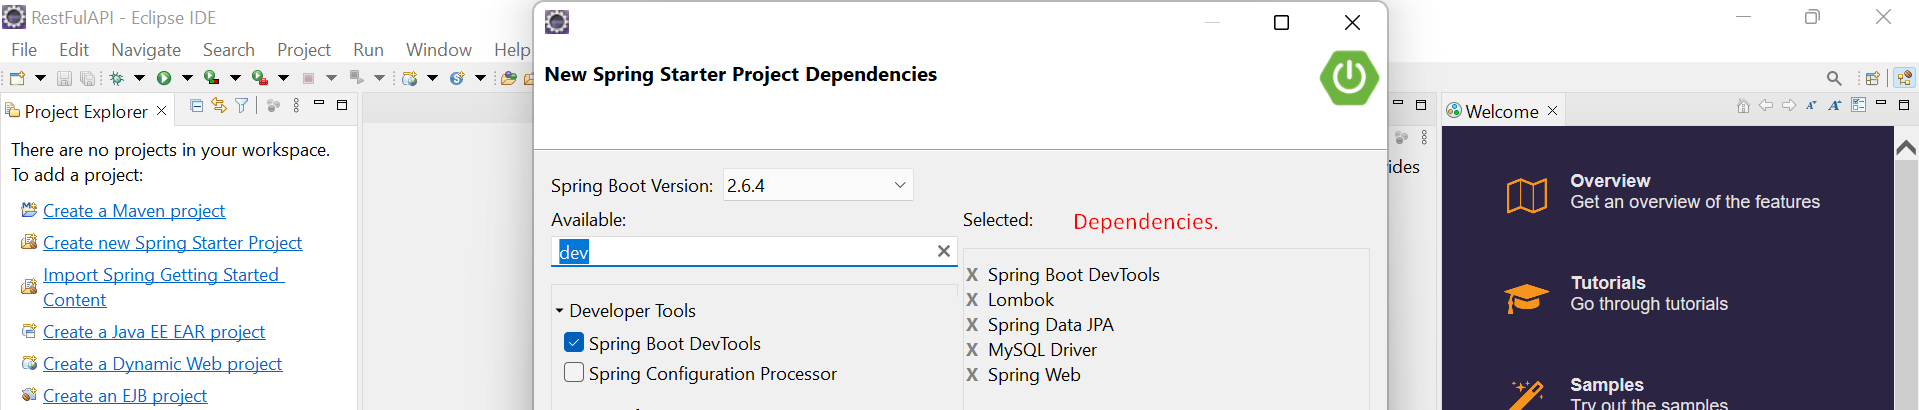 RestFulAPI - Eclipse IDE
File Edit Navigate Search Project Run Window Help
Project Explorer
There are no projects in your workspace.
To add a project:
Create a Maven project
Create new Spring Starter Project
Import Spring Getting Started
Content
Create a Java EE EAR project
Create a Dynamic Web project
Create an EJB project
New Spring Starter Project Dependencies
Spring Boot Version: 2.6.4
Available:
dev
Developer Tools
Spring Boot DevTools
Spring Configuration Processor
Selected: Dependencies.
X Spring Boot DevTools
X Lombok
X Spring Data JPA
X MySQL Driver
X Spring Web
Welcome
Overview
Get an overview of the features
Tutorials
Go through tutorials
Samples
Try out the samples